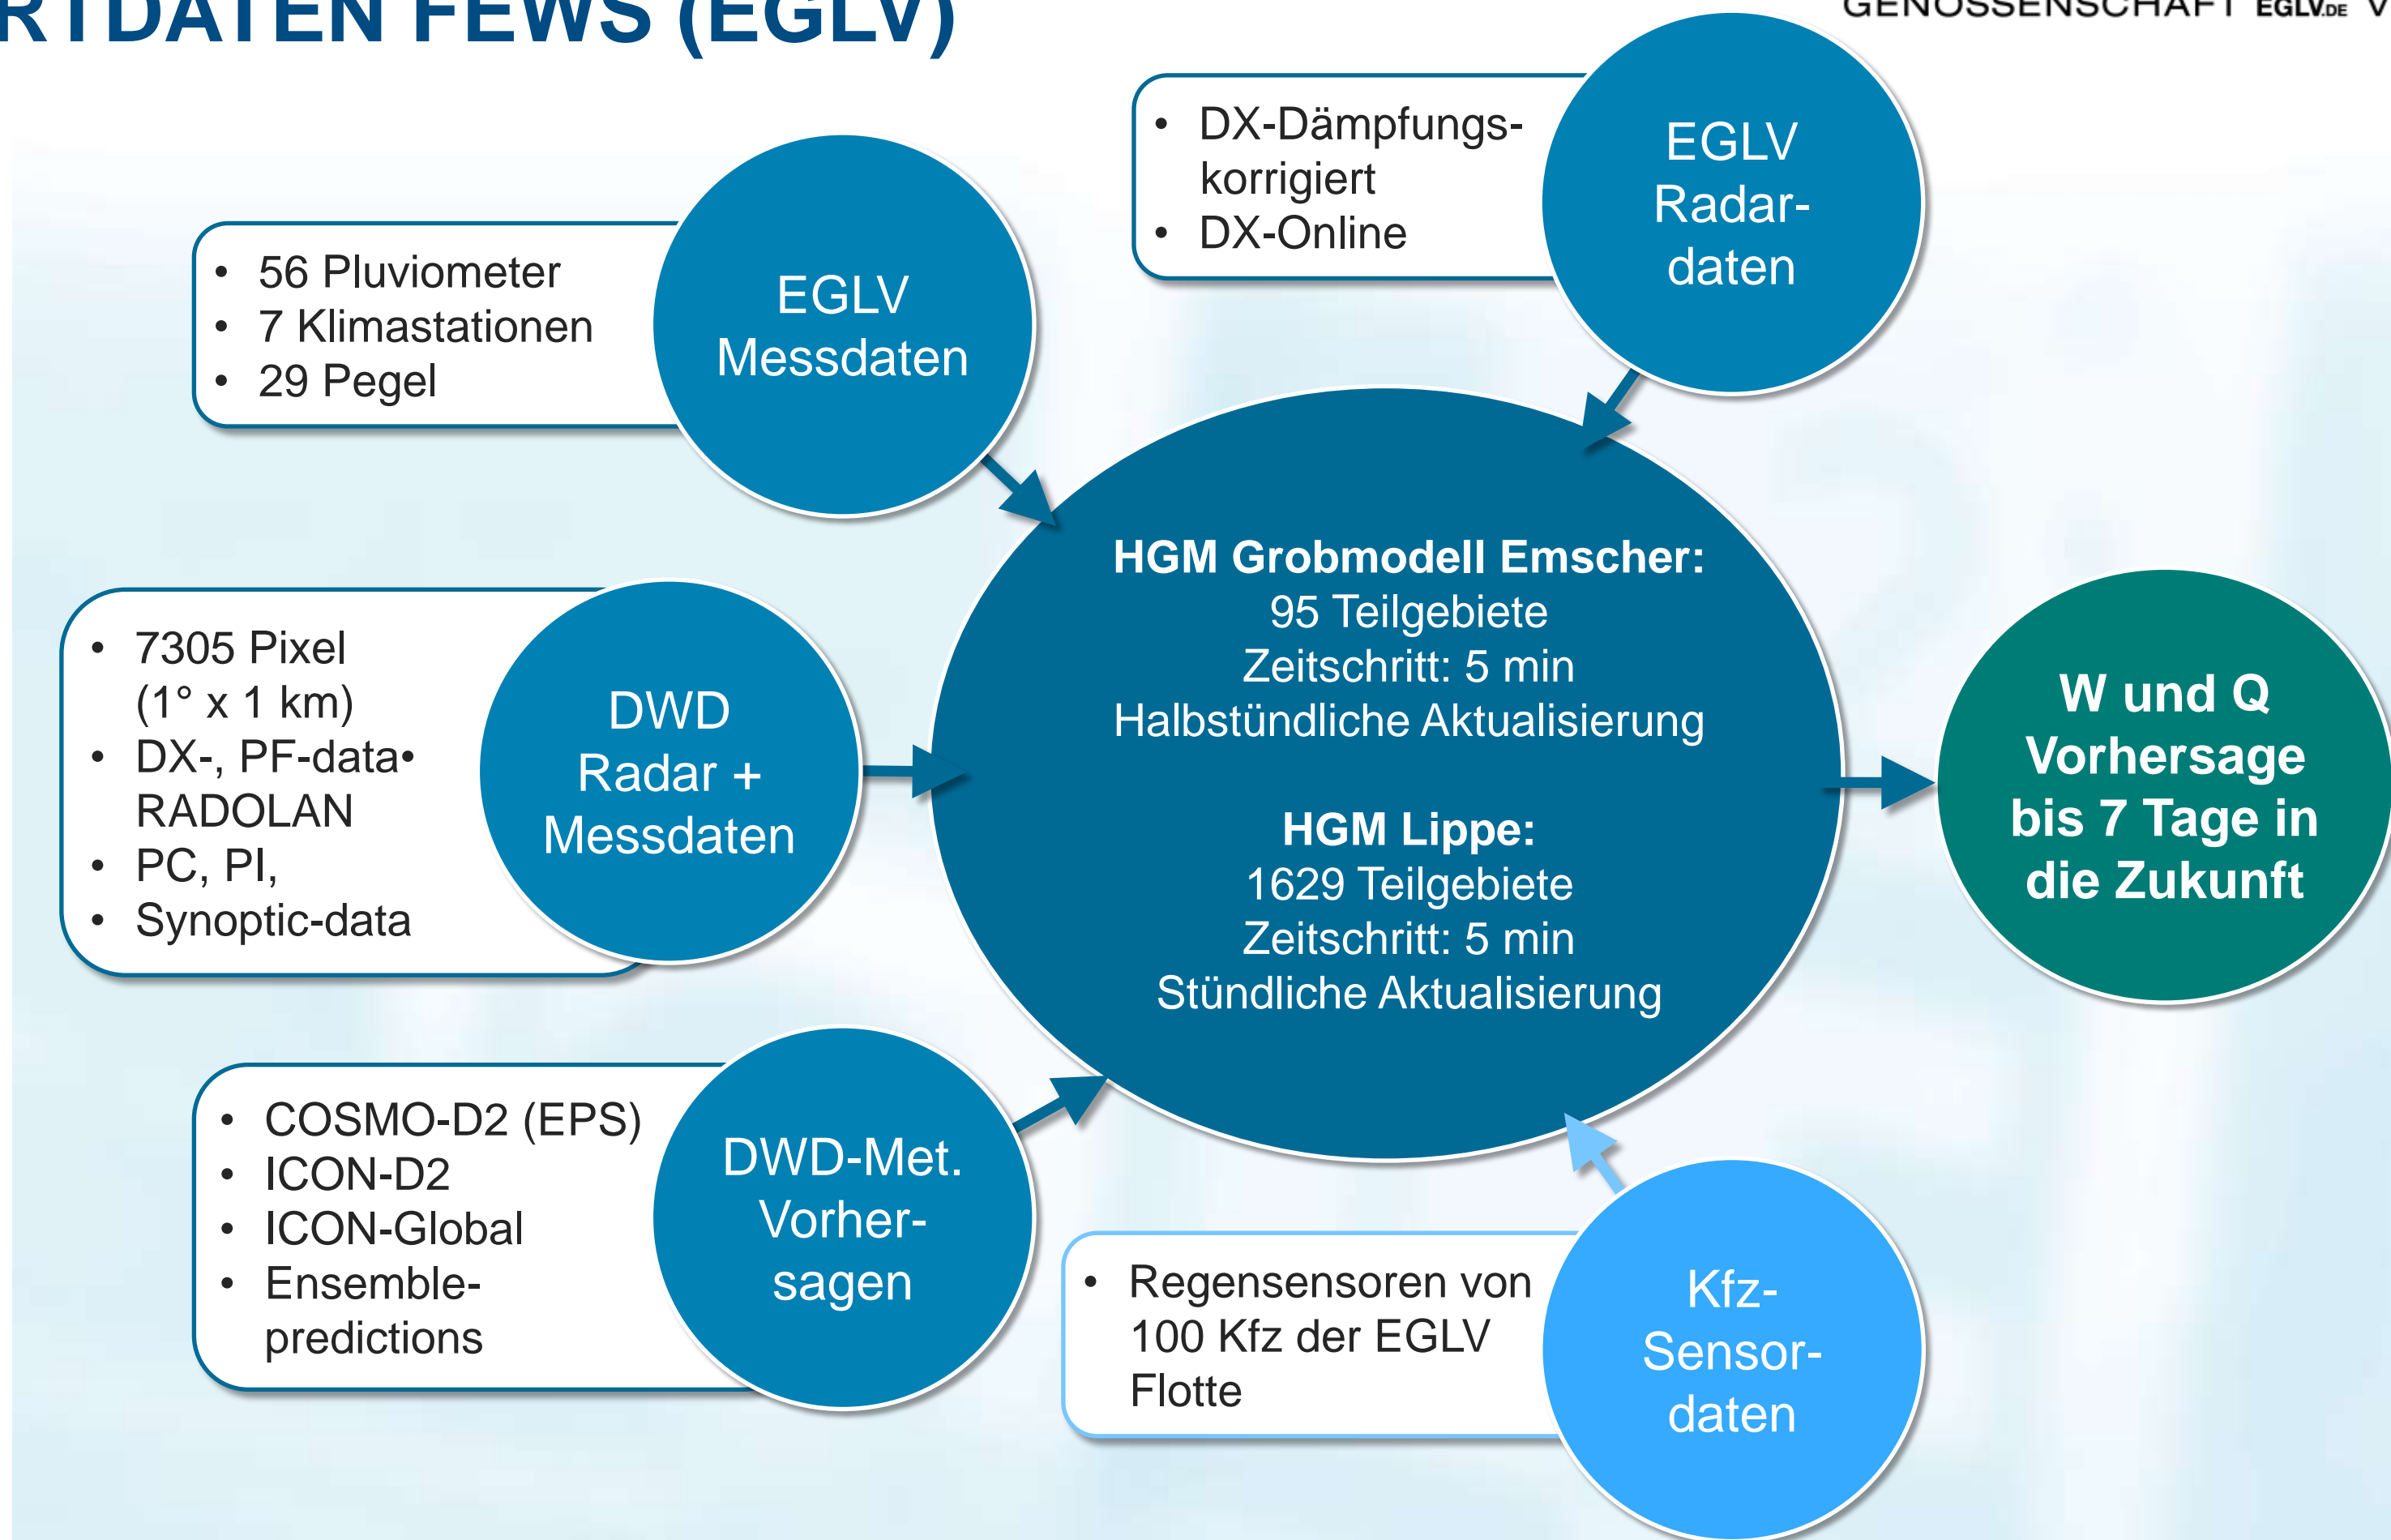 RTDATEN FEWS (EGLV)
GENOSSENSCHAFT EGLV.DE V
• DX-Dämpfungs-
korrigiert
• DX-Online
EGLV
Radar-
daten
• 56 Pluviometer
• 7 Klimastationen
• 29 Pegel
EGLV
Messdaten
HGM Grobmodell Emscher:
95 Teilgebiete
Zeitschritt: 5 min
Halbstündliche Aktualisierung
HGM Lippe:
1629 Teilgebiete
Zeitschritt: 5 min
Stündliche Aktualisierung
• 7305 Pixel
(1° x 1 km)
• DX-, PF-data•
RADOLAN
• PC, PI,
• Synoptic-data
DWD
Radar +
Messdaten
W und Q
Vorhersage
bis 7 Tage in
die Zukunft
• COSMO-D2 (EPS)
• ICON-D2
• ICON-Global
• Ensemble-
predictions
DWD-Met.
Vorher-
sagen
• Regensensoren von
100 Kfz der EGLV
Flotte
Kfz-
Sensor-
daten